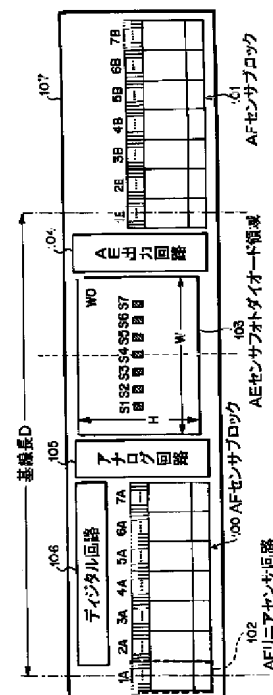 基線長D
106
105
104
107
ディジタル回路
アナログ回路
AE出力回路
WD
1A 2A 3A 4A 5A 6A 7A
S1 S2 S3 S4 S5 S6 S7
H
W
1B 2B 3B 4B 5B 6B 7B
102
100 AFセンサブロック
103
101
AFリニアセンサ回路
AEセンサフォトダイオード領域
AFセンサブロック